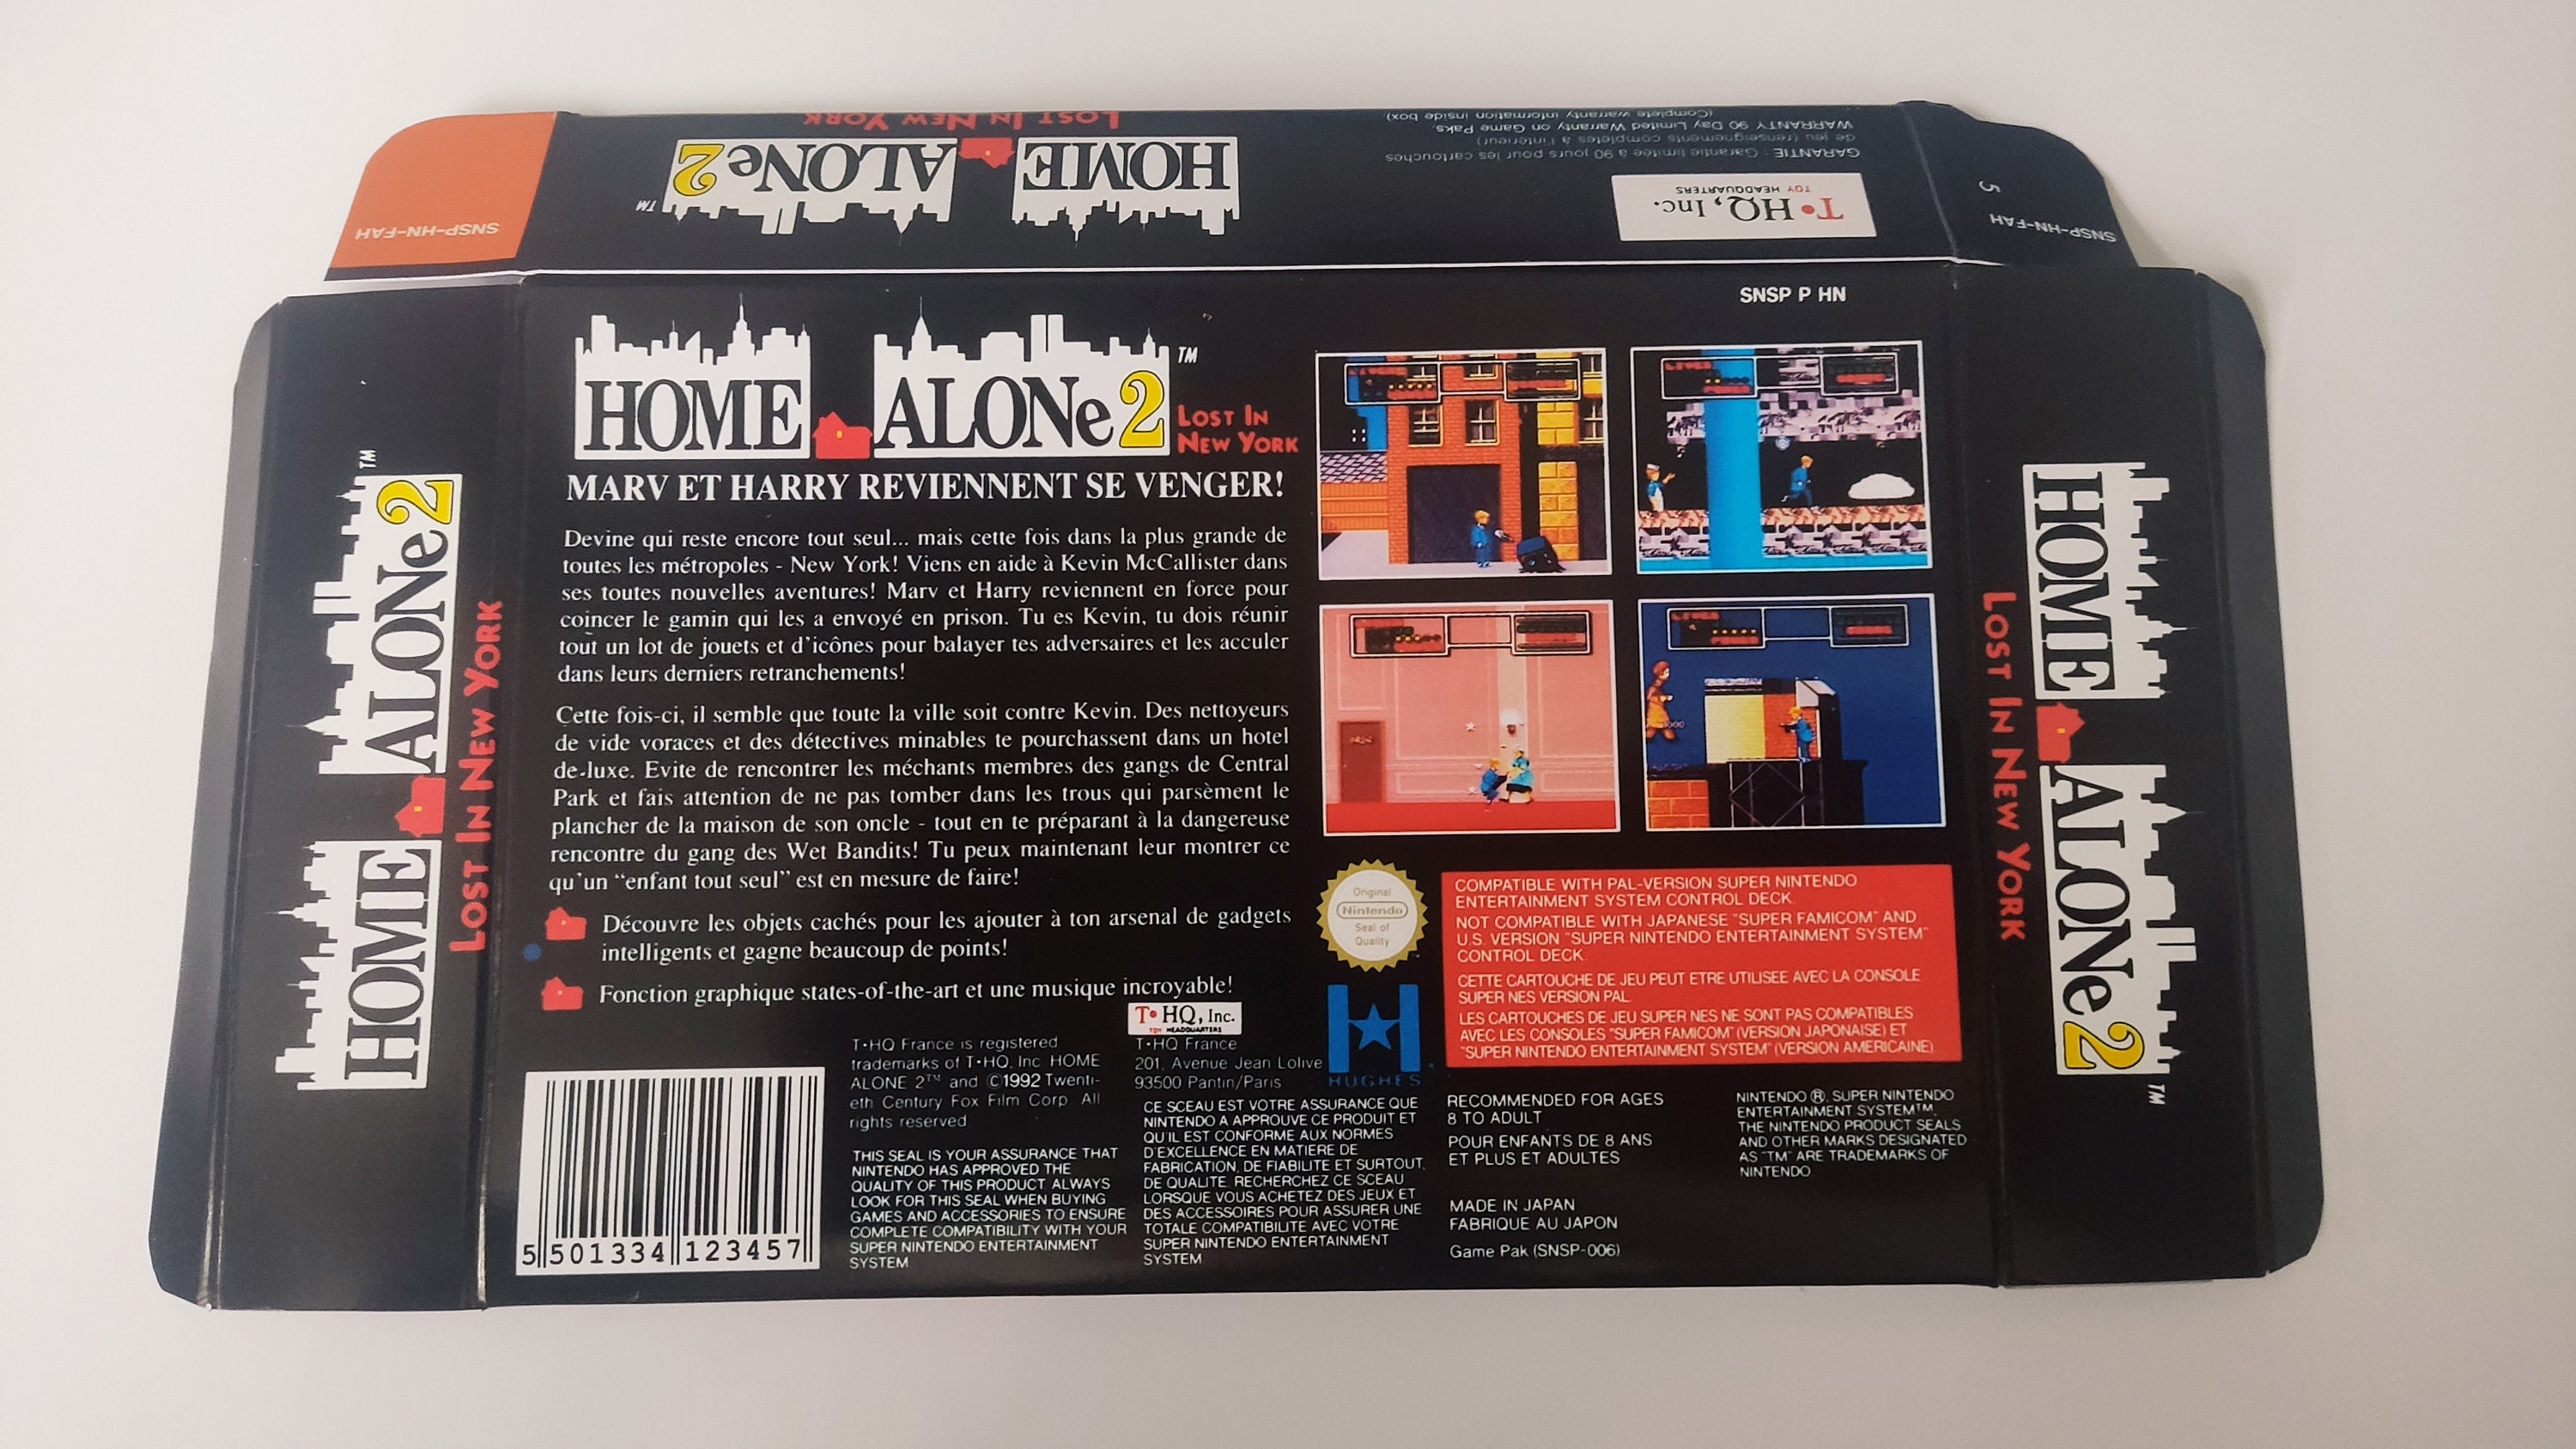 LOST IN NEW YORK
HOME ALONe 2
TM
(Complete warranty information inside box)
WARRANTY 90 Day Limited Warranty on Game Paks.
de jeu (renseignements complètes à l'intérieur)
GARANTIE : Garantie limitée à 90 jours pour les cartouches
T•HQ, Inc.
TOY HEADQUARTERS
SNSP-HN-FAH
5
SNSP-HN-FAH
SNSP P HN
HOME ALONe 2 TM
LOST IN
NEW YORK
MARV ET HARRY REVIENNENT SE VENGER!
Devine qui reste encore tout seul... mais cette fois dans la plus grande de
toutes les métropoles - New York! Viens en aide à Kevin McCallister dans
ses toutes nouvelles aventures! Marv et Harry reviennent en force pour
coincer le gamin qui les a envoyé en prison. Tu es Kevin, tu dois réunir
tout un lot de jouets et d'icônes pour balayer tes adversaires et les acculer
dans leurs derniers retranchements!
Cette fois-ci, il semble que toute la ville soit contre Kevin. Des nettoyeurs
de vide voraces et des détectives minables te pourchassent dans un hotel
de-luxe. Evite de rencontrer les méchants membres des gangs de Central
Park et fais attention de ne pas tomber dans les trous qui parsèment le
plancher de la maison de son oncle - tout en te préparant à la dangereuse
rencontre du gang des Wet Bandits! Tu peux maintenant leur montrer ce
qu'un “enfant tout seul” est en mesure de faire!
Découvre les objets cachés pour les ajouter à ton arsenal de gadgets
intelligents et gagne beaucoup de points!
Fonction graphique states-of-the-art et une musique incroyable!
T•HQ, Inc.
TOY HEADQUARTERS
T•HQ France is registered
trademarks of T•HQ, Inc HOME
ALONE 2™ and ©1992 Twenti-
eth Century Fox Film Corp All
rights reserved
T•HQ France
201, Avenue Jean Lolive
93500 Pantin/Paris
THIS SEAL IS YOUR ASSURANCE THAT
NINTENDO HAS APPROVED THE
QUALITY OF THIS PRODUCT. ALWAYS
LOOK FOR THIS SEAL WHEN BUYING
GAMES AND ACCESSORIES TO ENSURE
COMPLETE COMPATIBILITY WITH YOUR
SUPER NINTENDO ENTERTAINMENT
SYSTEM
CE SCEAU EST VOTRE ASSURANCE QUE
NINTENDO A APPROUVE CE PRODUIT ET
QU'IL EST CONFORME AUX NORMES
D'EXCELLENCE EN MATIERE DE
FABRICATION, DE FIABILITE ET SURTOUT,
DE QUALITE. RECHERCHEZ CE SCEAU
LORSQUE VOUS ACHETEZ DES JEUX ET
DES ACCESSOIRES POUR ASSURER UNE
TOTALE COMPATIBILITE AVEC VOTRE
SUPER NINTENDO ENTERTAINMENT
SYSTEM
5 501334 123457
Original
Nintendo
Seal of
Quality
HUGHES
COMPATIBLE WITH PAL-VERSION SUPER NINTENDO
ENTERTAINMENT SYSTEM CONTROL DECK.
NOT COMPATIBLE WITH JAPANESE "SUPER FAMICOM" AND
U.S. VERSION "SUPER NINTENDO ENTERTAINMENT SYSTEM"
CONTROL DECK.
CETTE CARTOUCHE DE JEU PEUT ETRE UTILISEE AVEC LA CONSOLE
SUPER NES VERSION PAL.
LES CARTOUCHES DE JEU SUPER NES NE SONT PAS COMPATIBLES
AVEC LES CONSOLES "SUPER FAMICOM" (VERSION JAPONAISE) ET
"SUPER NINTENDO ENTERTAINMENT SYSTEM" (VERSION AMERICAINE).
RECOMMENDED FOR AGES
8 TO ADULT
POUR ENFANTS DE 8 ANS
ET PLUS ET ADULTES
MADE IN JAPAN
FABRIQUE AU JAPON
Game Pak (SNSP-006)
NINTENDO ®, SUPER NINTENDO
ENTERTAINMENT SYSTEM™,
THE NINTENDO PRODUCT SEALS
AND OTHER MARKS DESIGNATED
AS "TM" ARE TRADEMARKS OF
NINTENDO
HOME ALONe 2 TM
LOST IN NEW YORK
HOME ALONe 2 TM
LOST IN NEW YORK